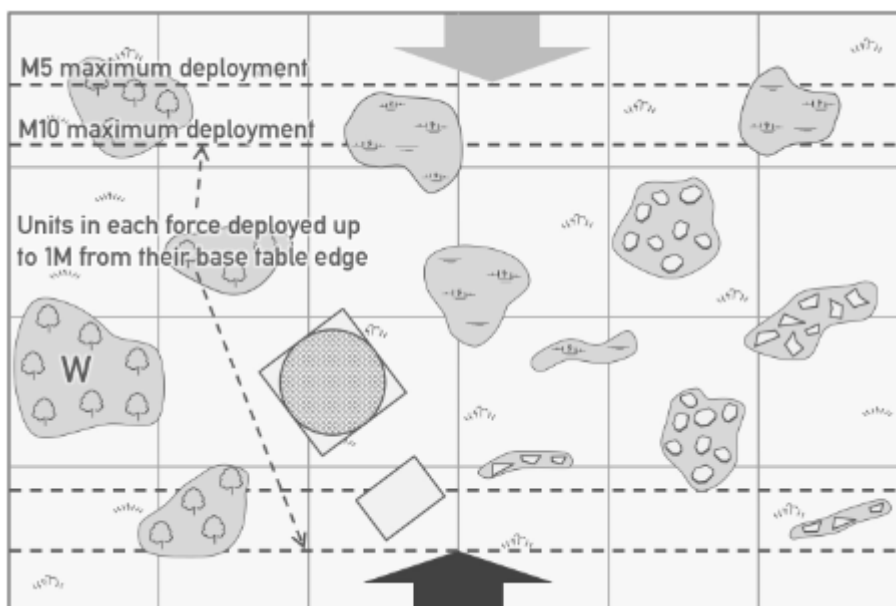 M5 maximum deployment
M10 maximum deployment
Units in each force deployed up
to 1M from their base table edge
W